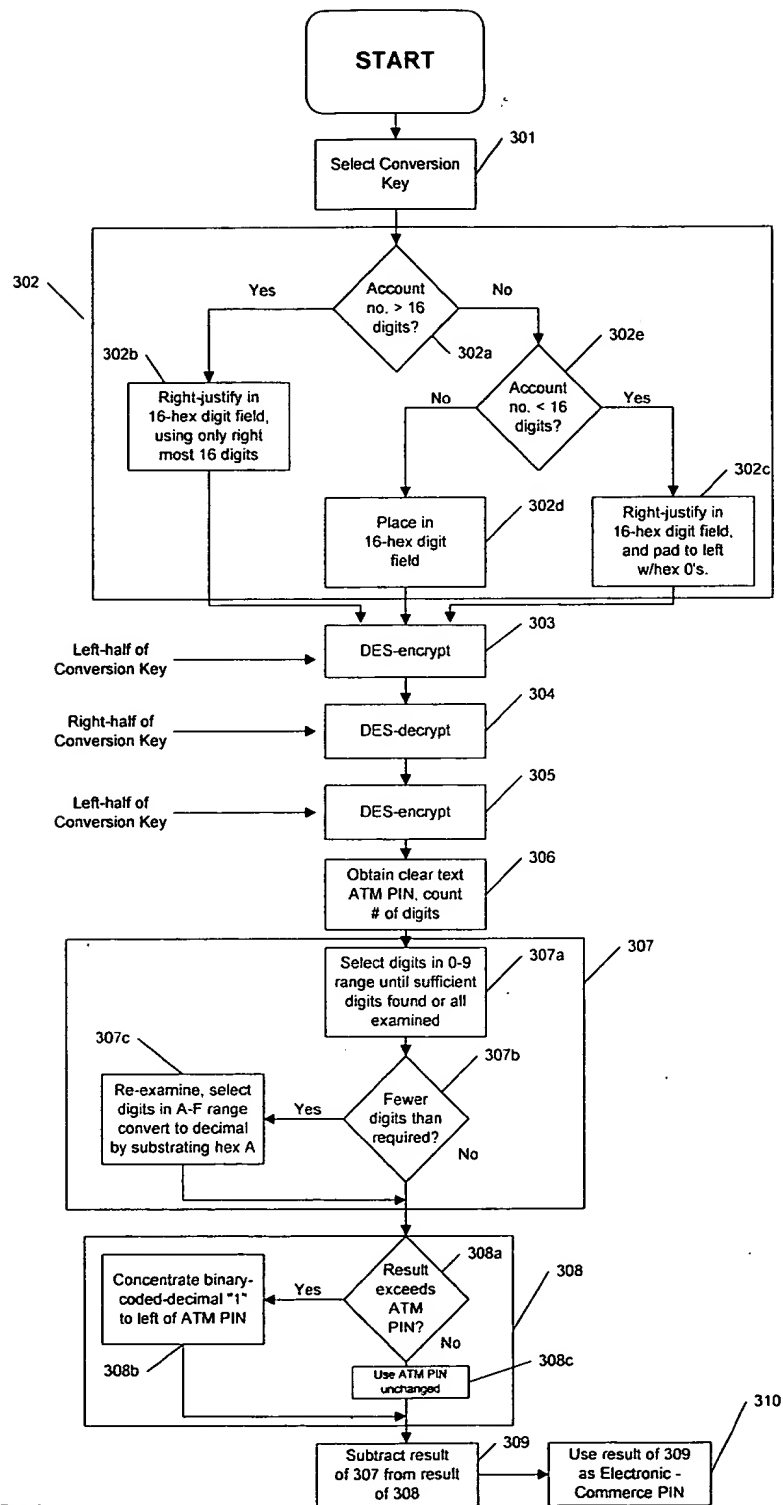 START
301
Select Conversion
Key
302
Account
no. > 16
digits?
Yes
No
302a
302b
302e
Right-justify in
16-hex digit field,
using only right
most 16 digits
Account
no. < 16
digits?
No
Yes
302d
302c
Place in
16-hex digit
field
Right-justify in
16-hex digit field,
and pad to left
w/hex 0's.
303
Left-half of
Conversion Key
DES-encrypt
304
Right-half of
Conversion Key
DES-decrypt
305
Left-half of
Conversion Key
DES-encrypt
306
Obtain clear text
ATM PIN, count
# of digits
307
307a
Select digits in 0-9
range until sufficient
digits found or all
examined
307c
307b
Re-examine, select
digits in A-F range
convert to decimal
by substrating hex A
Yes
Fewer
digits than
required?
No
308a
308
Concentrate binary-
coded-decimal "1"
to left of ATM PIN
Yes
Result
exceeds
ATM
PIN?
No
308b
Use ATM PIN
unchanged
308c
309
310
Subtract result
of 307 from result
of 308
Use result of 309
as Electronic -
Commerce PIN